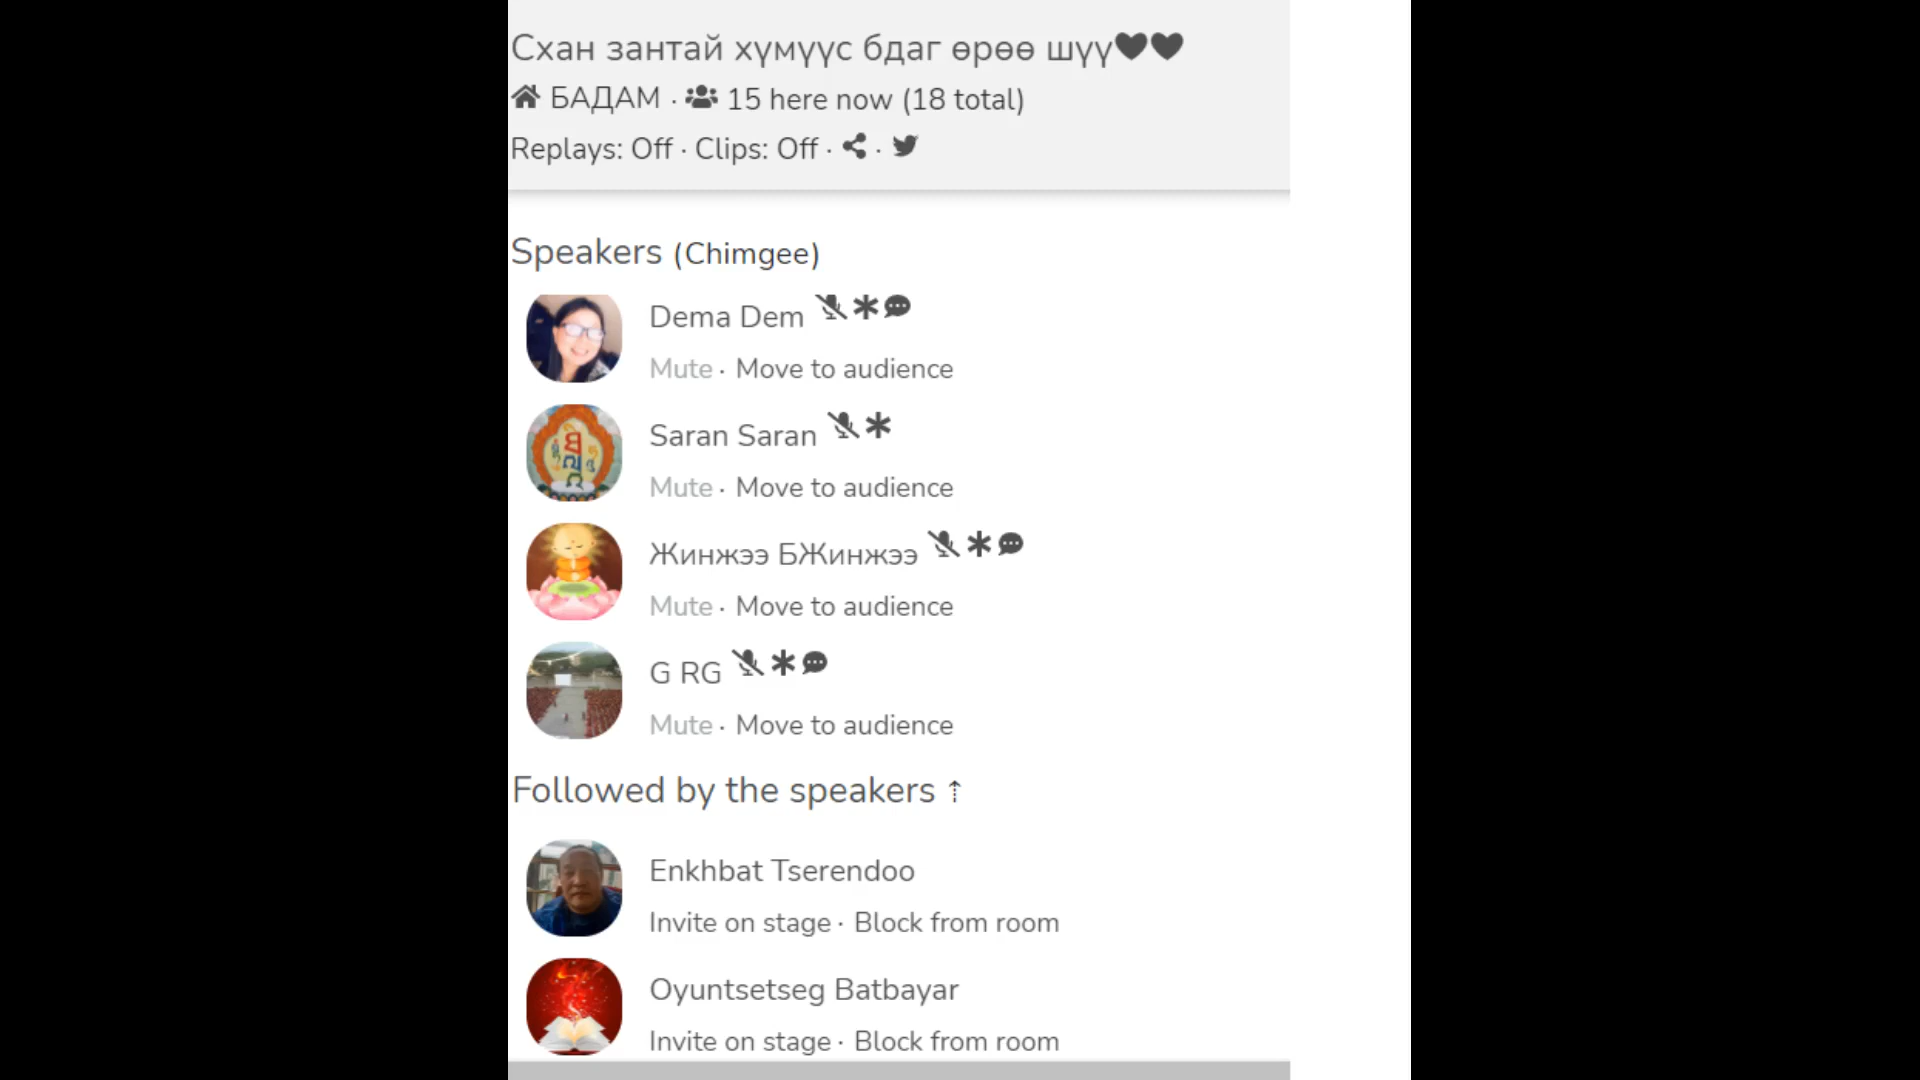 Схан зантай хүмүүс бдаг өрөө шүү🖤🖤
БАДАМ · 15 here now (18 total)
Replays: Off · Clips: Off · ·
Speakers (Chimgee)
Dema Dem
Mute · Move to audience
Saran Saran
Mute · Move to audience
Жинжээ БЖинжээ
Mute · Move to audience
G RG
Mute · Move to audience
Followed by the speakers ⇡
Enkhbat Tserendoo
Invite on stage · Block from room
Oyuntsetseg Batbayar
Invite on stage · Block from room